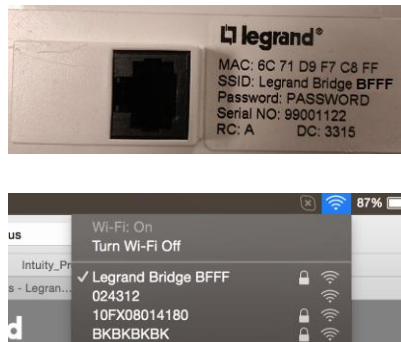 legrand®
MAC: 6C 71 D9 F7 C8 FF
SSID: Legrand Bridge BFFF
Password: PASSWORD
Serial NO: 99001122
RC: A DC: 3315
87%
Wi-Fi: On
us
Turn Wi-Fi Off
Intuity_Pr
✓ Legrand Bridge BFFF
s - Legran...
024312
10FX08014180
d
BKBKBKBK